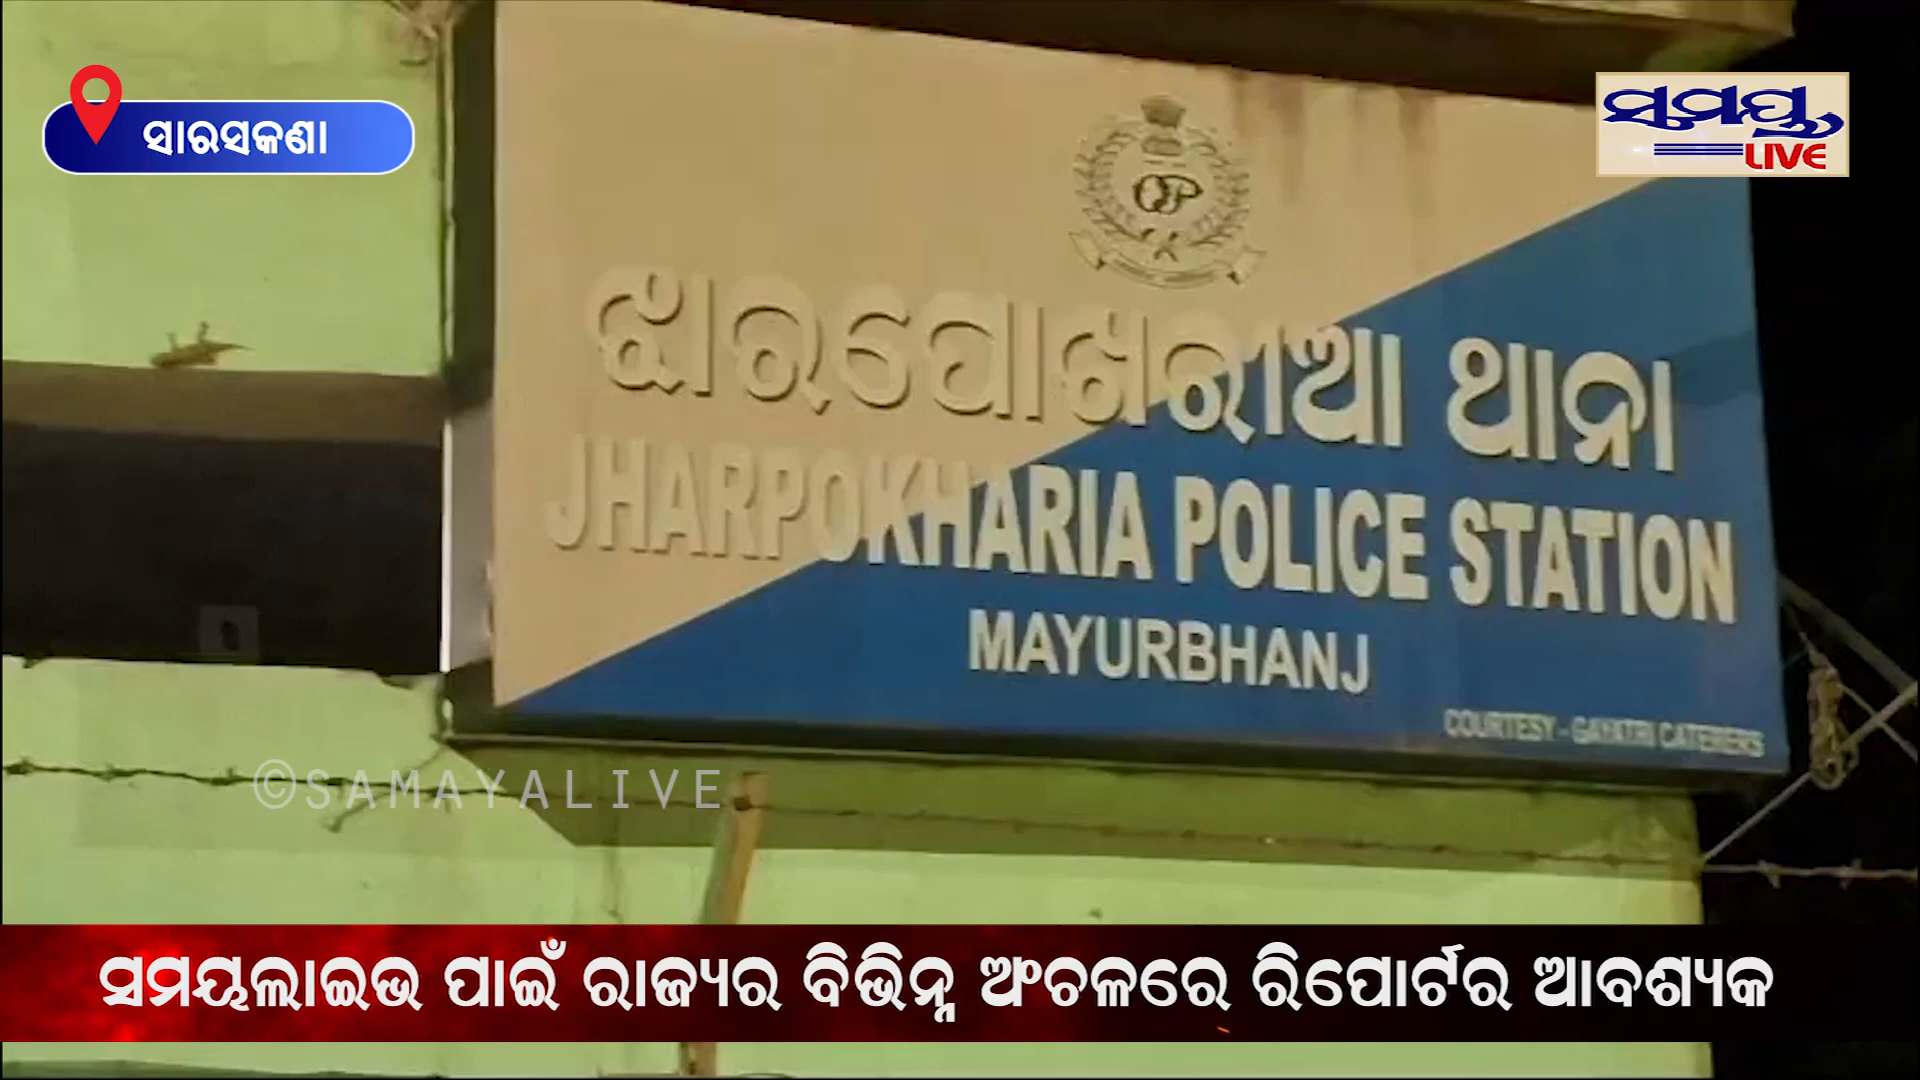 ସାରସକଣା
ସମୟ
LIVE
ଝାରପୋଖରୀଆ ଥାନା
JHARPOKHARIA POLICE STATION
MAYURBHANJ
COURTESY - GAYATRI CATERERS
©SAMAYALIVE
ସମୟଲାଇଭ ପାଇଁ ରାଜ୍ୟର ବିଭିନ୍ନ ଅଂଚଳରେ ରିପୋର୍ଟର ଆବଶ୍ୟକ